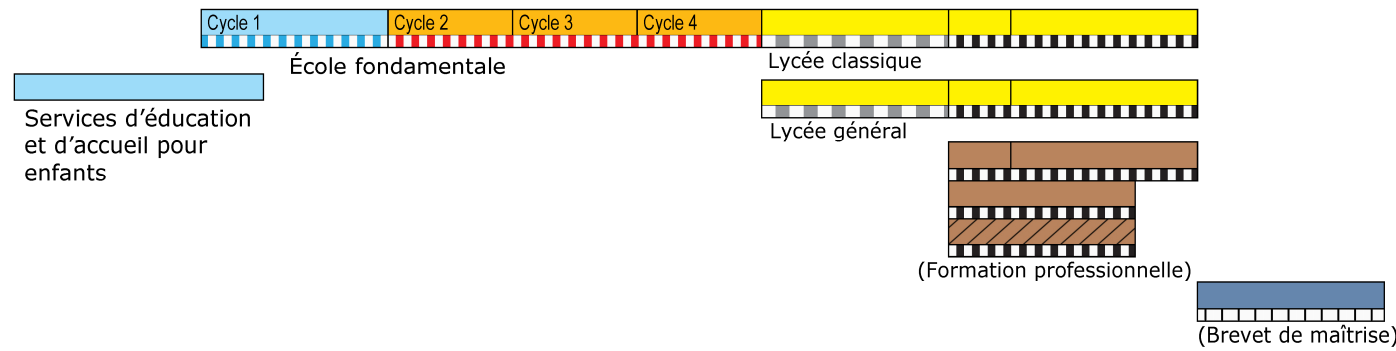 Cycle 1
Cycle 2
Cycle 3
Cycle 4
École fondamentale
Lycée classique
Services d’éducation
et d’accueil pour
enfants
Lycée général
(Formation professionnelle)
(Brevet de maîtrise)